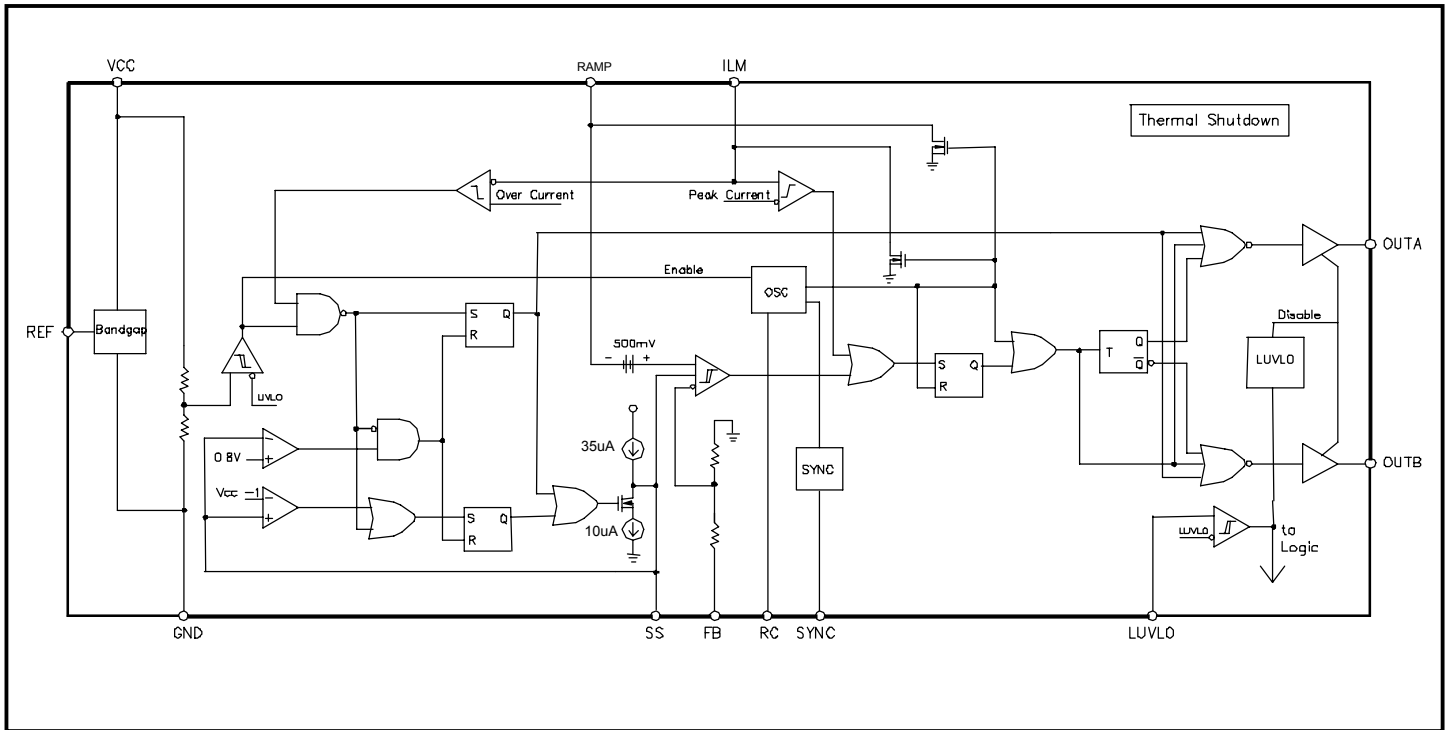 VCC
RAMP
ILM
Thermal Shutdown
Over Current
Peak Current
OUTA
Enable
OSC
Disable
REF
Bandgap
S Q
R
500mV
- +
S Q
R
T Q
Q
LUVLO
UVLO
35uA
0 8V
- +
SYNC
OUTB
Vcc -1
- +
S Q
R
10uA
LUVLO
to
Logic
GND
SS
FB
RC
SYNC
LUVLO